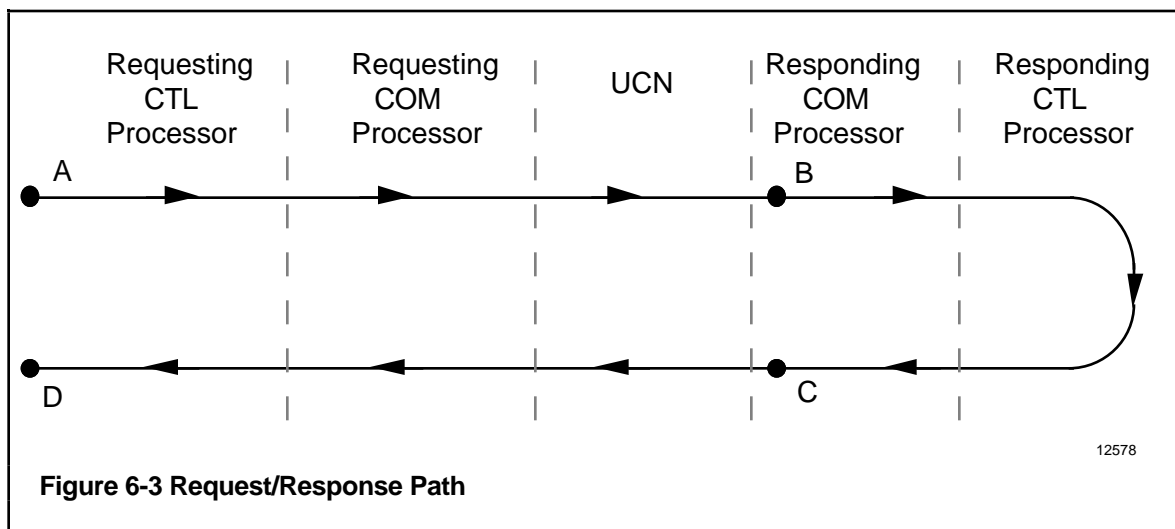 Requesting
CTL
Processor
Requesting
COM
Processor
UCN
Responding
COM
Processor
Responding
CTL
Processor
A
B
D
C
12578
Figure 6-3 Request/Response Path